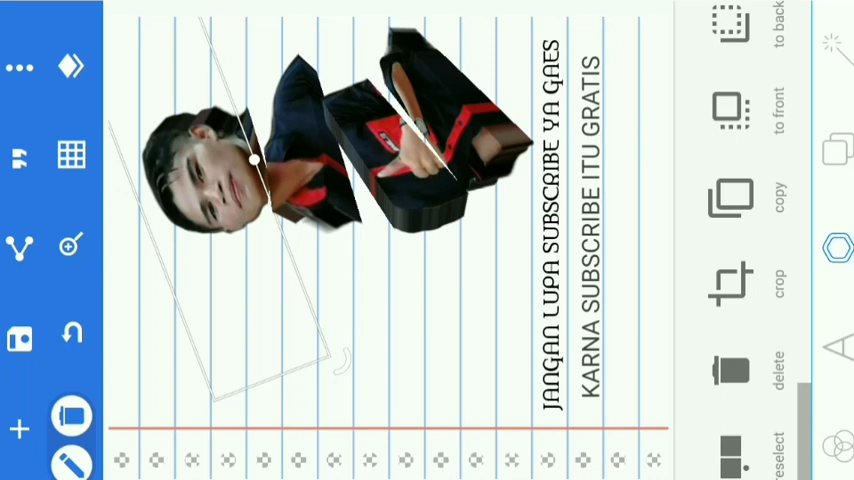 JANGAN LUPA SUBSCRIBE YA GAES
KARNA SUBSCRIBE ITU GRATIS
to back
to front
copy
crop
delete
reselect